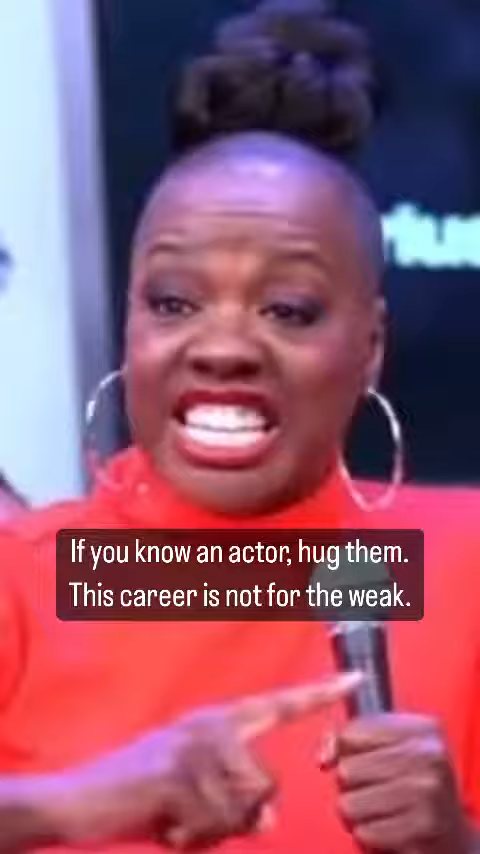 If you know an actor, hug them.
This career is not for the weak.